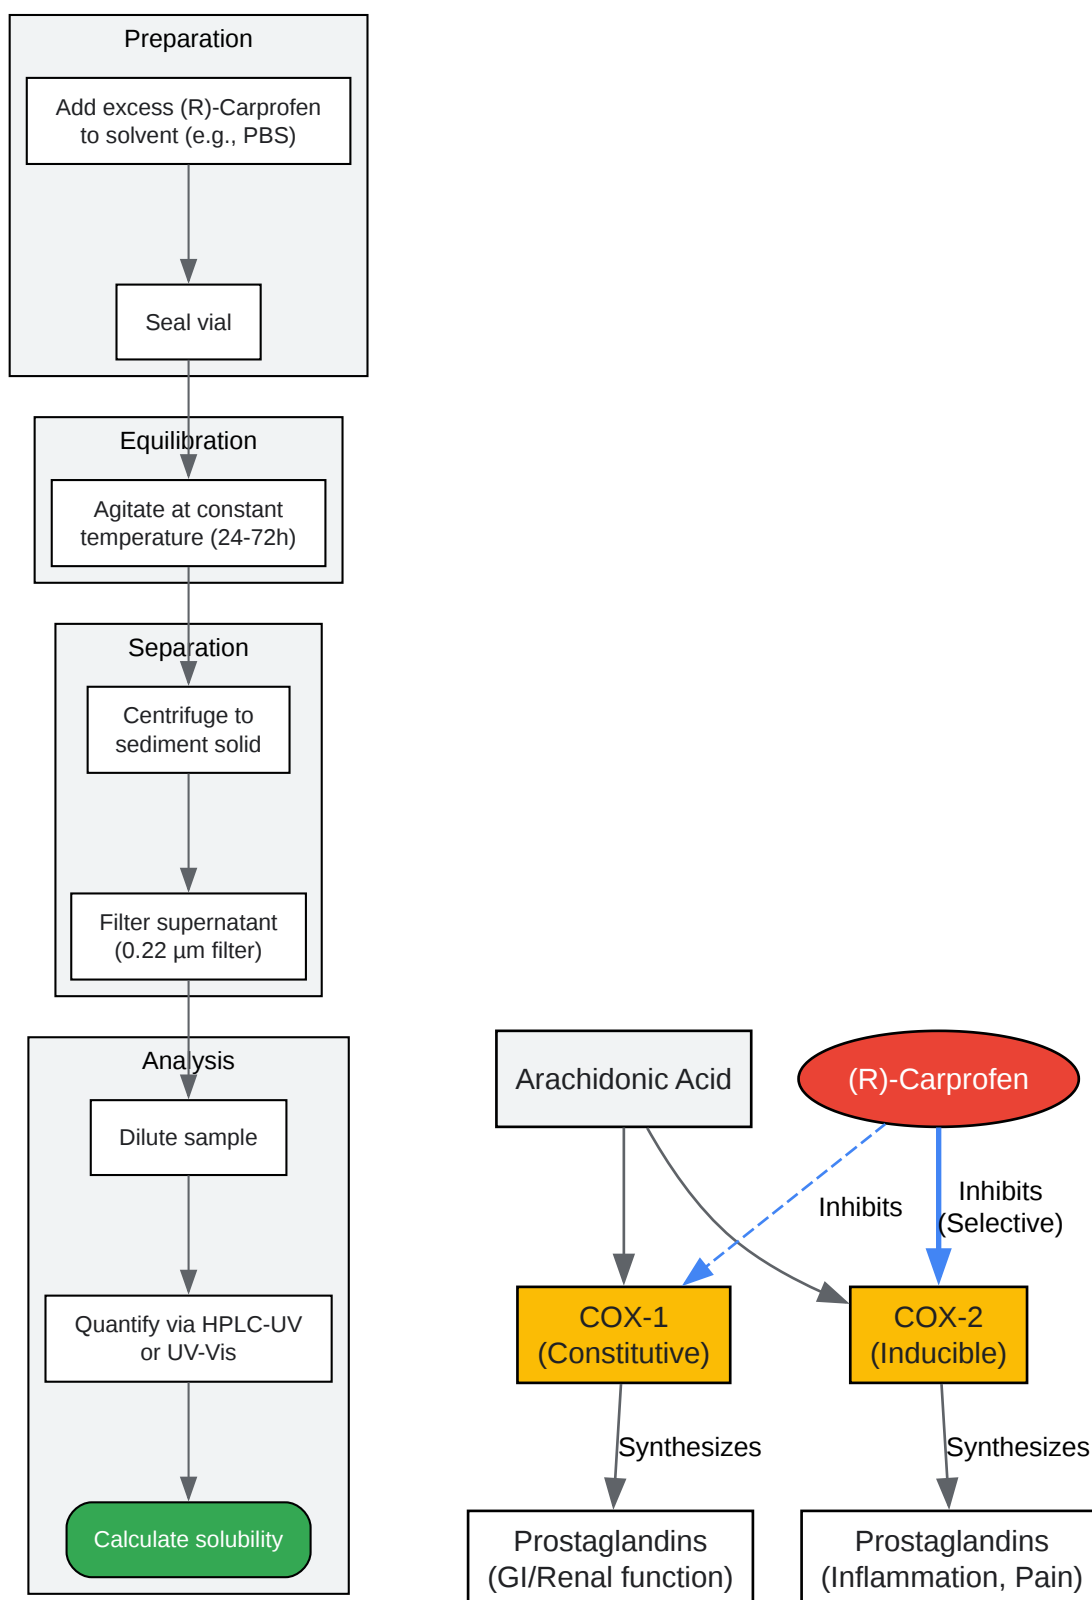 Preparation
Add excess (R)-Carprofen
to solvent (e.g., PBS)
Seal vial
Equilibration
Agitate at constant
temperature (24-72h)
Separation
Centrifuge to
sediment solid
Filter supernatant
(0.22 µm filter)
Analysis
Dilute sample
Quantify via HPLC-UV
or UV-Vis
Calculate solubility
Arachidonic Acid
(R)-Carprofen
Inhibits
Inhibits
(Selective)
COX-1
(Constitutive)
COX-2
(Inducible)
Synthesizes
Synthesizes
Prostaglandins
(GI/Renal function)
Prostaglandins
(Inflammation, Pain)